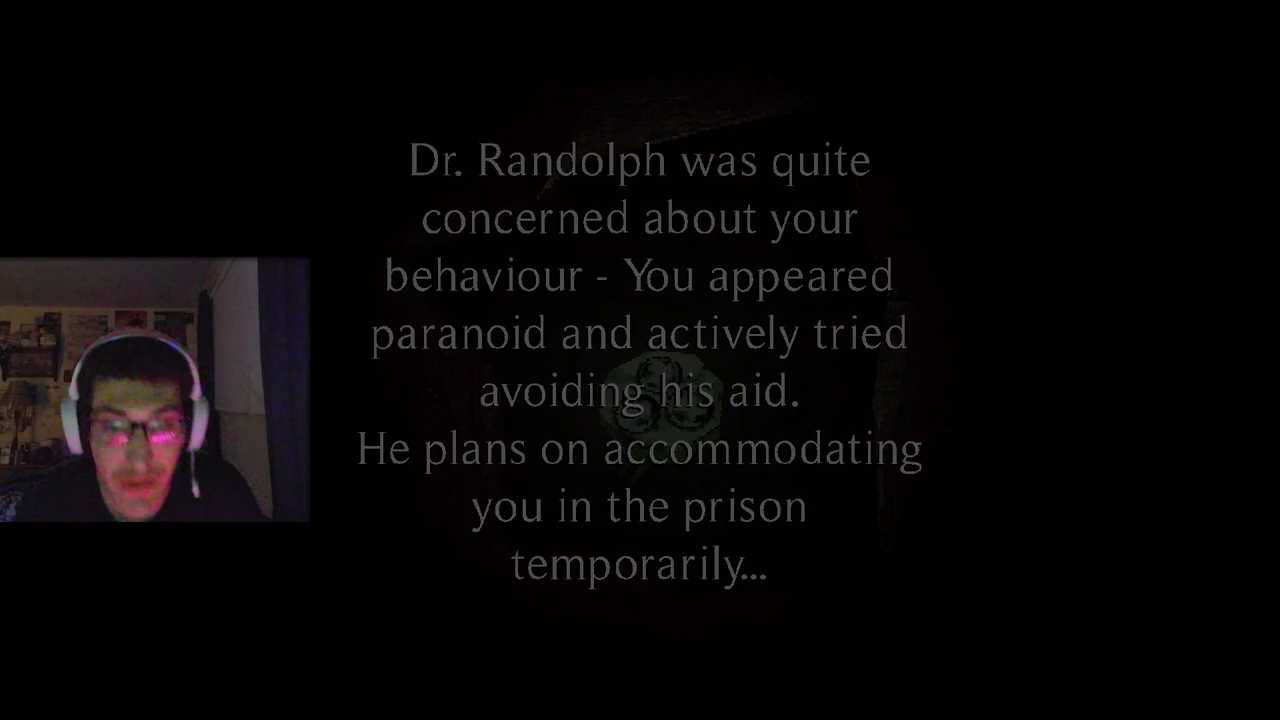 Dr. Randolph was quite
concerned about your
behaviour - You appeared
paranoid and actively tried
avoiding his aid.
He plans on accommodating
you in the prison
temporarily...